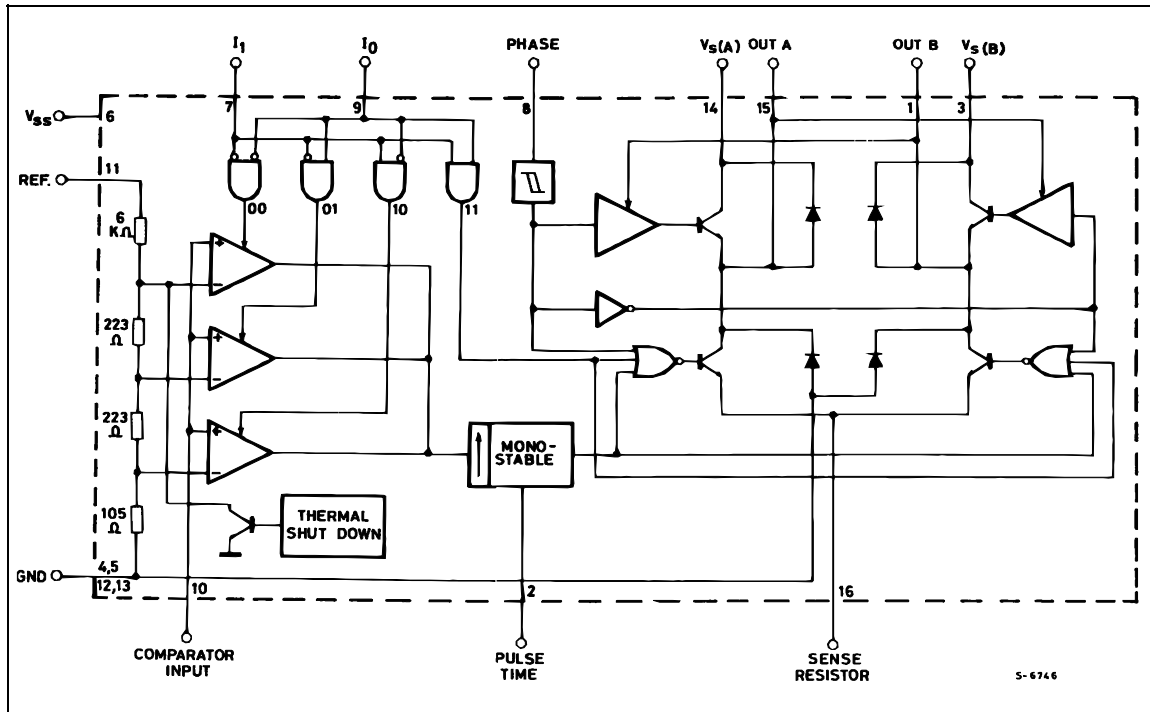 I1 I0 PHASE Vs(A) OUT A OUT B Vs(B)
7 9 8 14 15 1 3
Vss 6
REF. 11
00 01 10 11
6 KΩ
+
−
223 Ω
+
−
223 Ω
+
−
MONO-
STABLE
105 Ω
THERMAL
SHUT DOWN
GND 4,5
12,13
10 2 16
COMPARATOR
INPUT
PULSE
TIME
SENSE
RESISTOR
S-6746